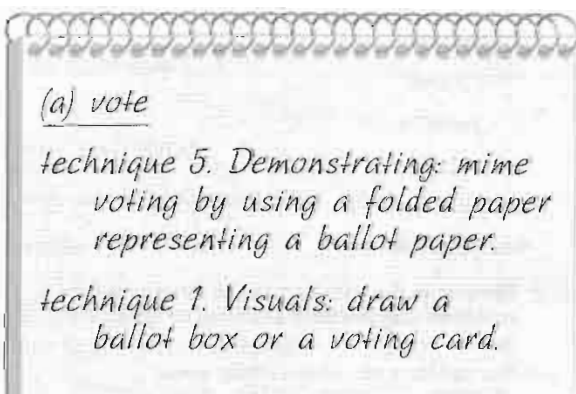 (a) vote
technique 5. Demonstrating: mime
voting by using a folded paper
representing a ballot paper.
technique 1. Visuals: draw a
ballot box or a voting card.